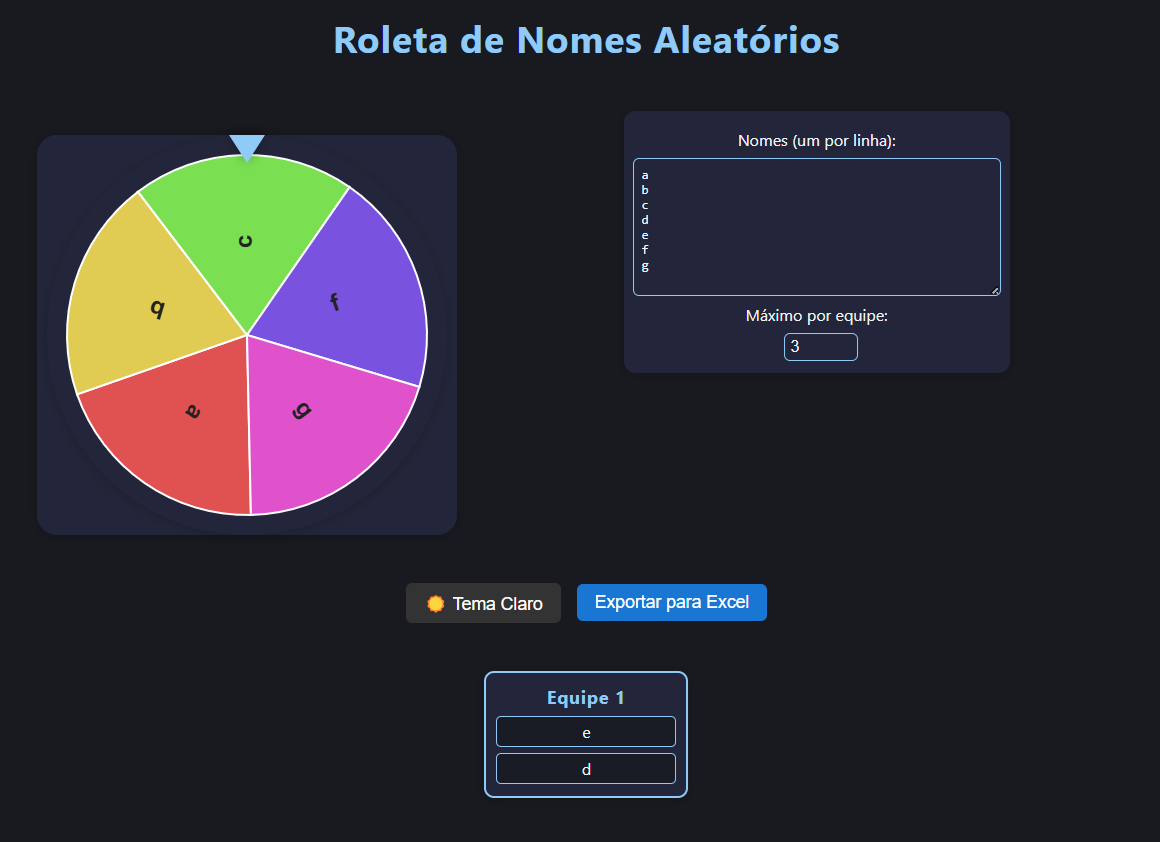 Roleta de Nomes Aleatórios
c
b
f
a
g
Nomes (um por linha):
a
b
c
d
e
f
g
Máximo por equipe:
3
Tema Claro
Exportar para Excel
Equipe 1
e
d